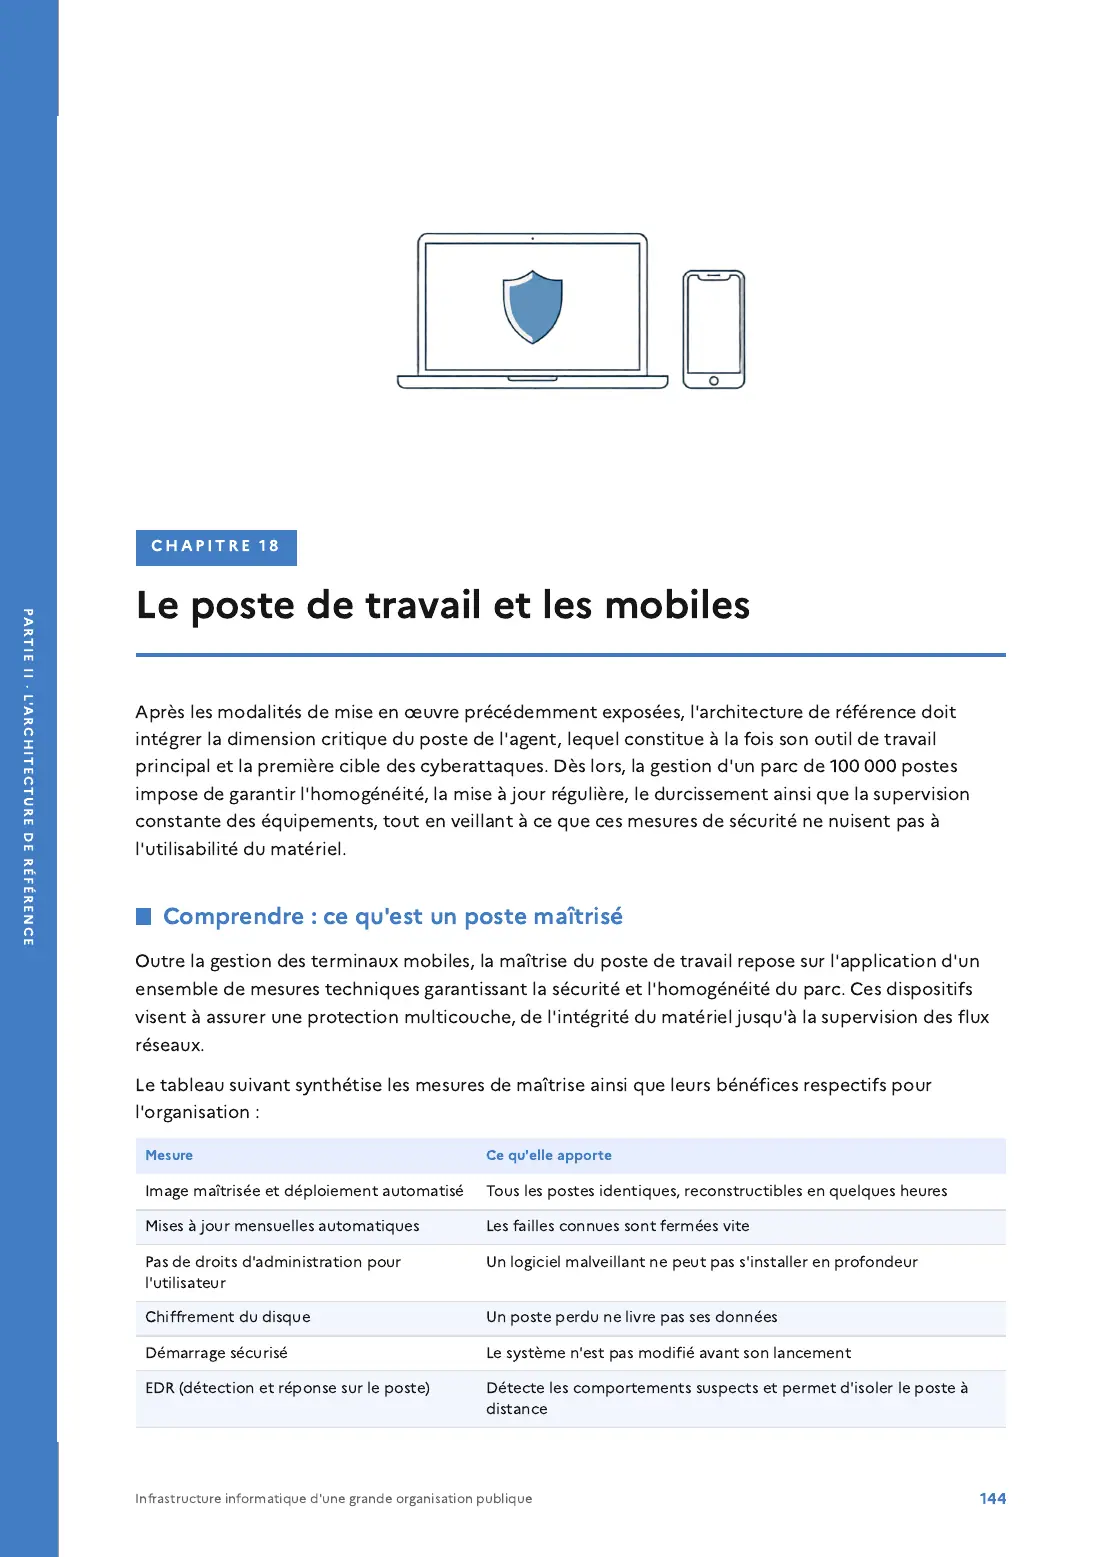 PARTIE II · L'ARCHITECTURE DE RÉFÉRENCE
CHAPITRE 18
Le poste de travail et les mobiles
Après les modalités de mise en œuvre précédemment exposées, l'architecture de référence doit
intégrer la dimension critique du poste de l'agent, lequel constitue à la fois son outil de travail
principal et la première cible des cyberattaques. Dès lors, la gestion d'un parc de 100 000 postes
impose de garantir l'homogénéité, la mise à jour régulière, le durcissement ainsi que la supervision
constante des équipements, tout en veillant à ce que ces mesures de sécurité ne nuisent pas à
l'utilisabilité du matériel.
Comprendre : ce qu'est un poste maîtrisé
Outre la gestion des terminaux mobiles, la maîtrise du poste de travail repose sur l'application d'un
ensemble de mesures techniques garantissant la sécurité et l'homogénéité du parc. Ces dispositifs
visent à assurer une protection multicouche, de l'intégrité du matériel jusqu'à la supervision des flux
réseaux.
Le tableau suivant synthétise les mesures de maîtrise ainsi que leurs bénéfices respectifs pour
l'organisation :
Mesure
Ce qu'elle apporte
Image maîtrisée et déploiement automatisé
Tous les postes identiques, reconstructibles en quelques heures
Mises à jour mensuelles automatiques
Les failles connues sont fermées vite
Pas de droits d'administration pour
l'utilisateur
Un logiciel malveillant ne peut pas s'installer en profondeur
Chiffrement du disque
Un poste perdu ne livre pas ses données
Démarrage sécurisé
Le système n'est pas modifié avant son lancement
EDR (détection et réponse sur le poste)
Détecte les comportements suspects et permet d'isoler le poste à
distance
Infrastructure informatique d'une grande organisation publique
144